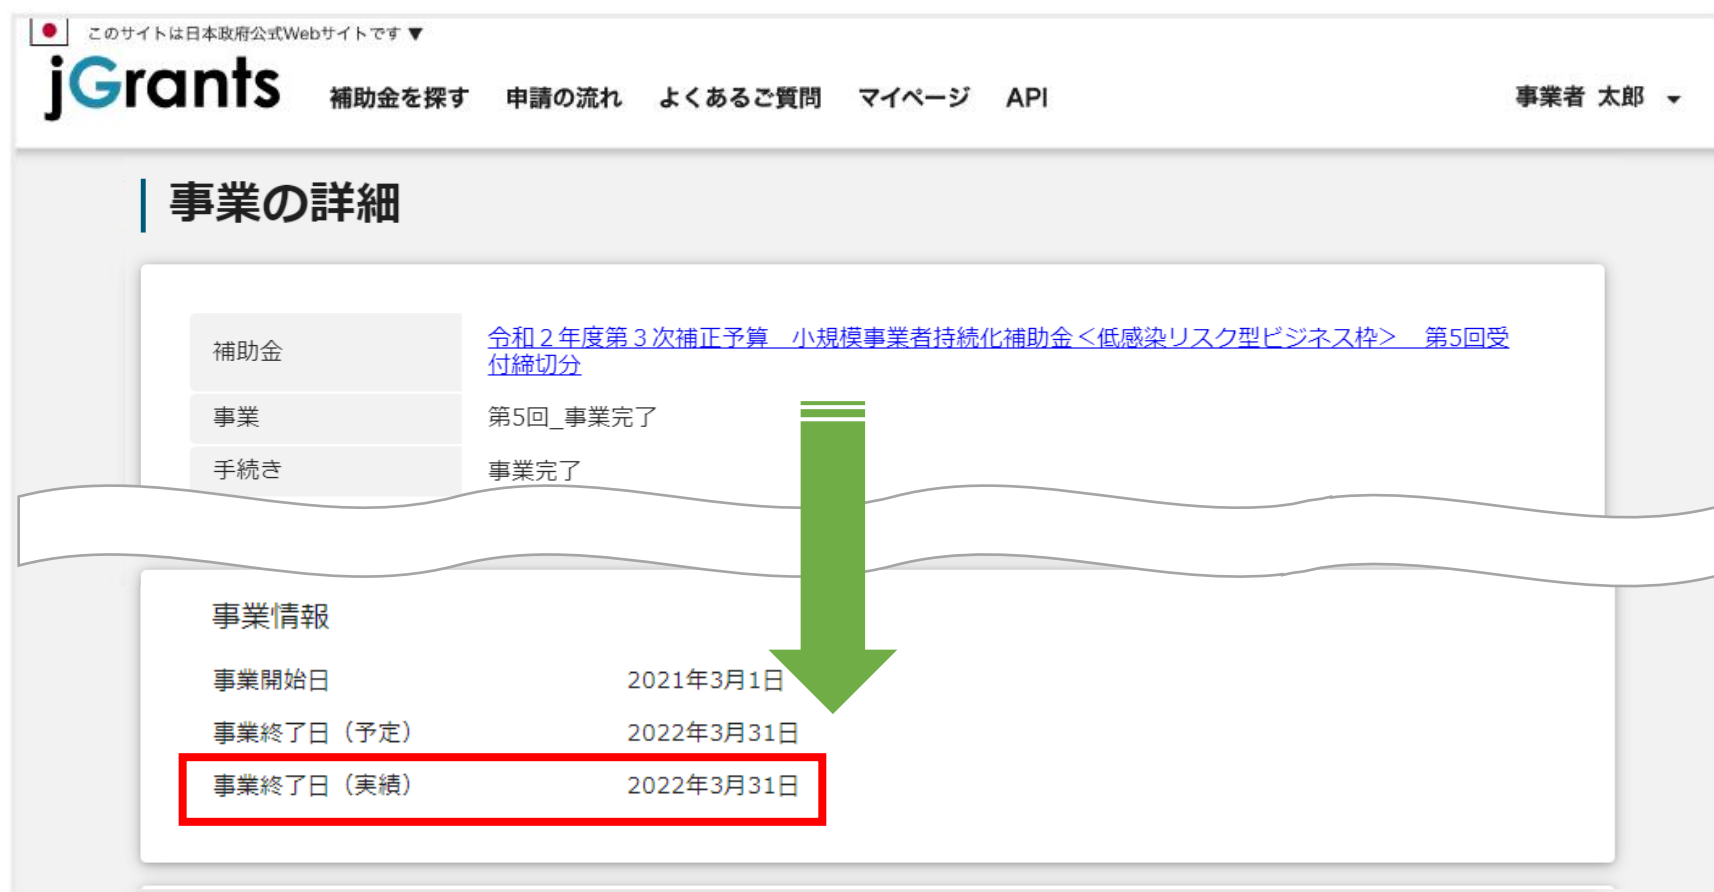 このサイトは日本政府公式Webサイトです ▼
jGrants 補助金を探す 申請の流れ よくあるご質問 マイページ API 事業者 太郎
事業の詳細
補助金 令和２年度第３次補正予算　小規模事業者持続化補助金＜低感染リスク型ビジネス枠＞　第5回受
付締切分
事業 第5回_事業完了
手続き 事業完了
事業情報
事業開始日 2021年3月1日
事業終了日（予定） 2022年3月31日
事業終了日（実績） 2022年3月31日